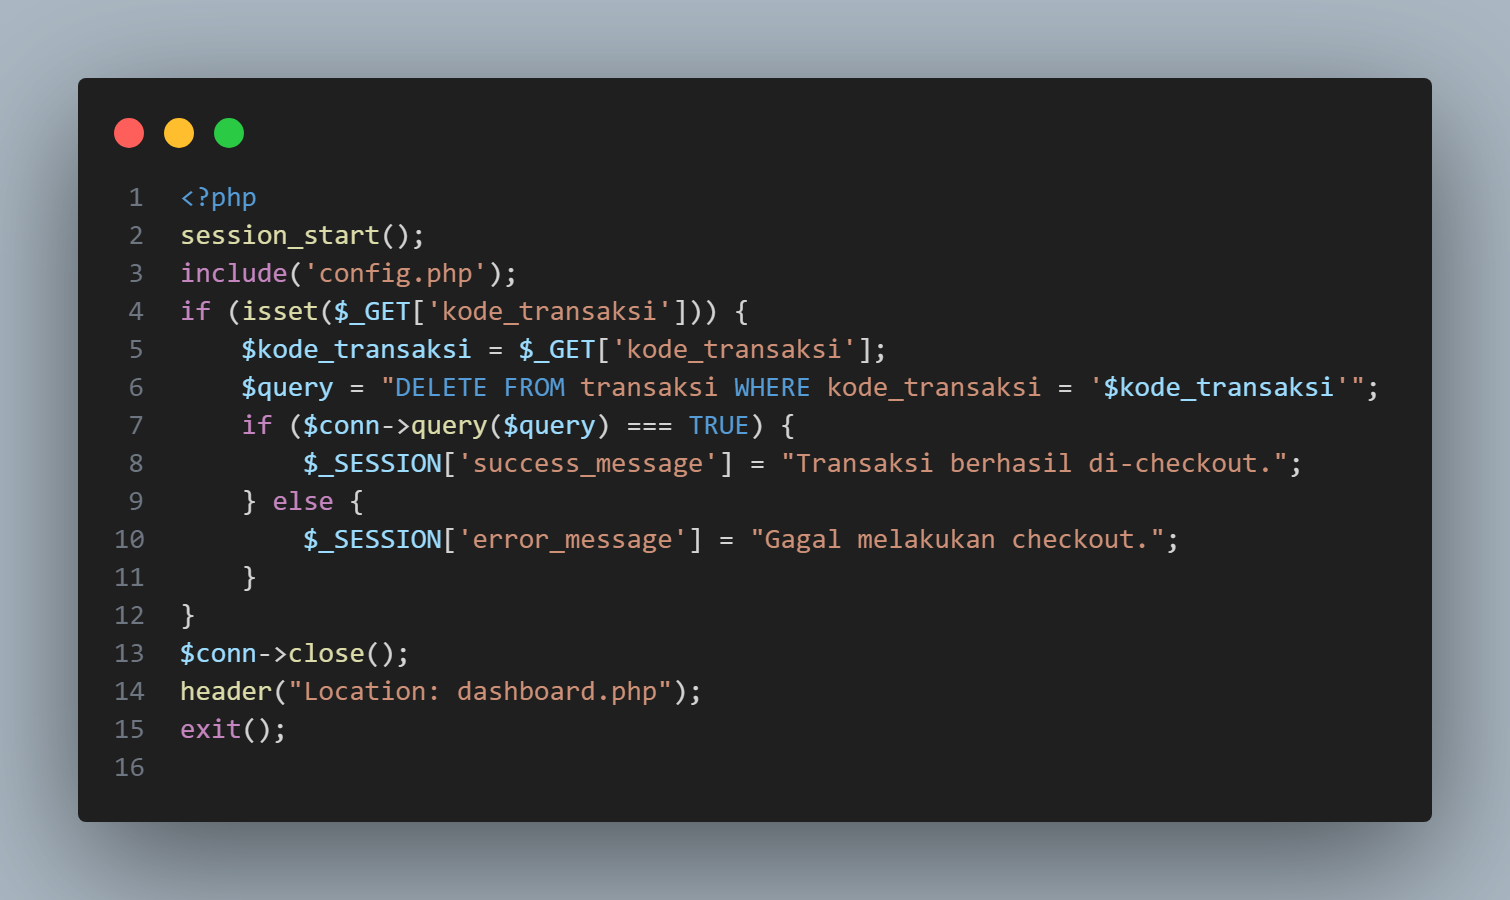 1 <?php
2 session_start();
3 include('config.php');
4 if (isset($_GET['kode_transaksi'])) {
5     $kode_transaksi = $_GET['kode_transaksi'];
6     $query = "DELETE FROM transaksi WHERE kode_transaksi = '$kode_transaksi'";
7     if ($conn->query($query) === TRUE) {
8         $_SESSION['success_message'] = "Transaksi berhasil di-checkout.";
9     } else {
10         $_SESSION['error_message'] = "Gagal melakukan checkout.";
11     }
12 }
13 $conn->close();
14 header("Location: dashboard.php");
15 exit();
16